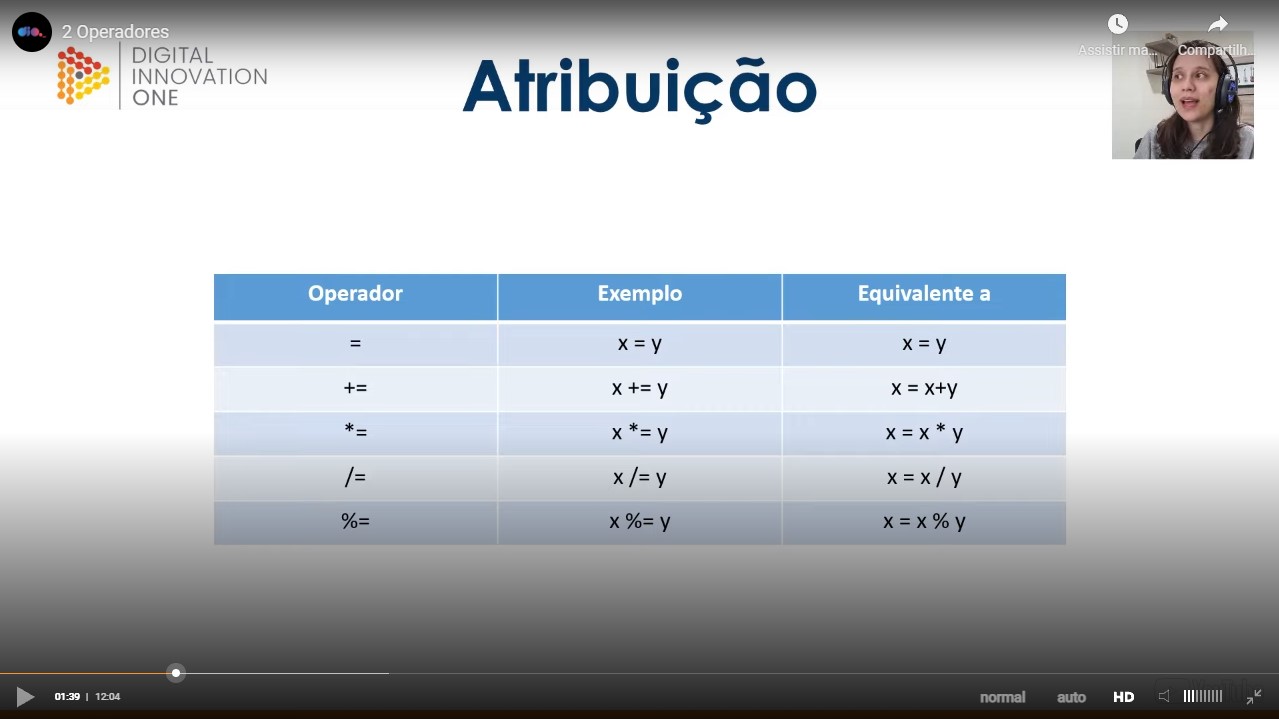 2 Operadores
Assistir ma...
Compartilh...
DIGITAL
INNOVATION
ONE
Atribuição
Operador Exemplo Equivalente a
= x = y x = y
+= x += y x = x+y
*= x *= y x = x * y
/= x /= y x = x / y
%= x %= y x = x % y
01:39 | 12:04 normal auto HD